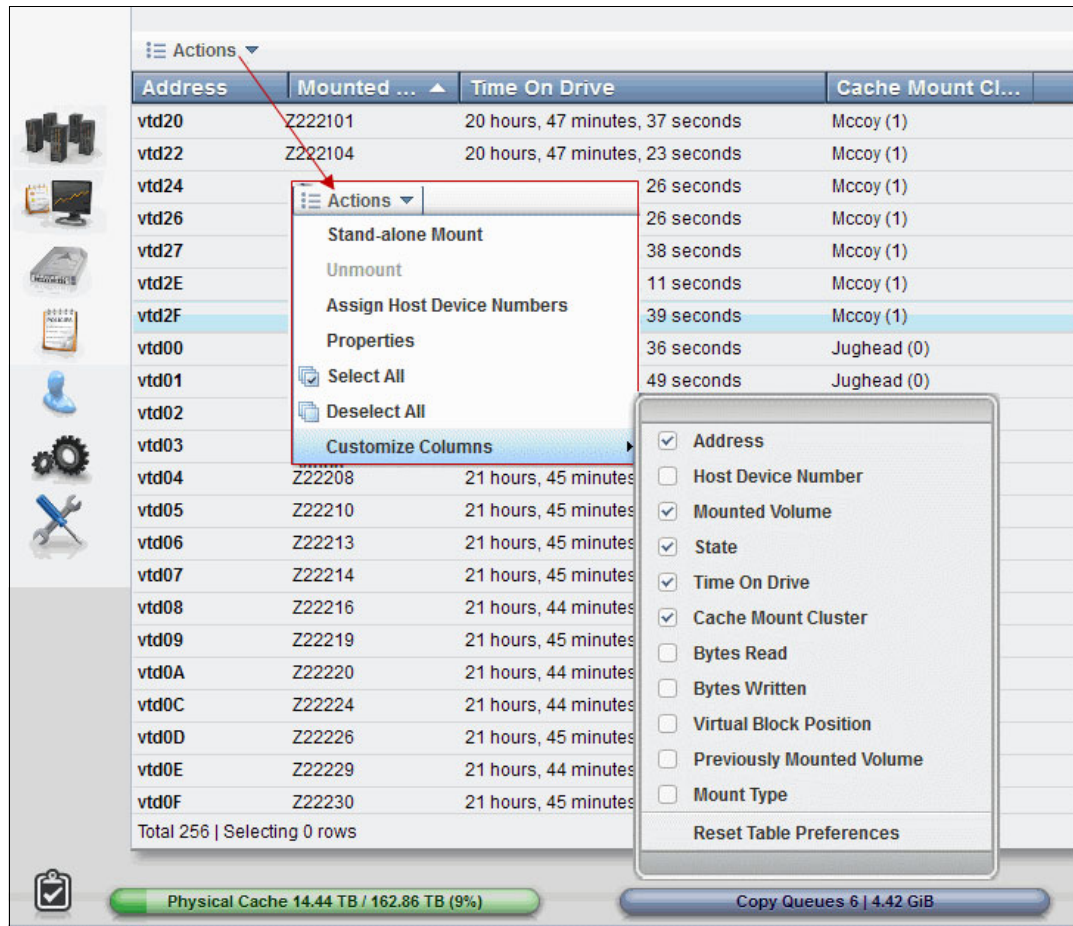 Actions
Address Mounted ... Time On Drive Cache Mount Cl...
vtd20 Z222101 20 hours, 47 minutes, 37 seconds Mccoy (1)
vtd22 Z222104 20 hours, 47 minutes, 23 seconds Mccoy (1)
vtd24 26 seconds Mccoy (1)
vtd26 26 seconds Mccoy (1)
vtd27 38 seconds Mccoy (1)
vtd2E 11 seconds Mccoy (1)
vtd2F 39 seconds Mccoy (1)
vtd00 36 seconds Jughead (0)
vtd01 49 seconds Jughead (0)
vtd02
vtd03
vtd04 Z22208 21 hours, 45 minutes
vtd05 Z22210 21 hours, 45 minutes
vtd06 Z22213 21 hours, 45 minutes
vtd07 Z22214 21 hours, 45 minutes
vtd08 Z22216 21 hours, 44 minutes
vtd09 Z22219 21 hours, 45 minutes
vtd0A Z22220 21 hours, 44 minutes
vtd0C Z22224 21 hours, 44 minutes
vtd0D Z22226 21 hours, 45 minutes
vtd0E Z22229 21 hours, 44 minutes
vtd0F Z22230 21 hours, 45 minutes
Total 256 | Selecting 0 rows
Actions
Stand-alone Mount
Unmount
Assign Host Device Numbers
Properties
Select All
Deselect All
Customize Columns
Address
Host Device Number
Mounted Volume
State
Time On Drive
Cache Mount Cluster
Bytes Read
Bytes Written
Virtual Block Position
Previously Mounted Volume
Mount Type
Reset Table Preferences
Physical Cache 14.44 TB / 162.86 TB (9%)
Copy Queues 6 | 4.42 GiB